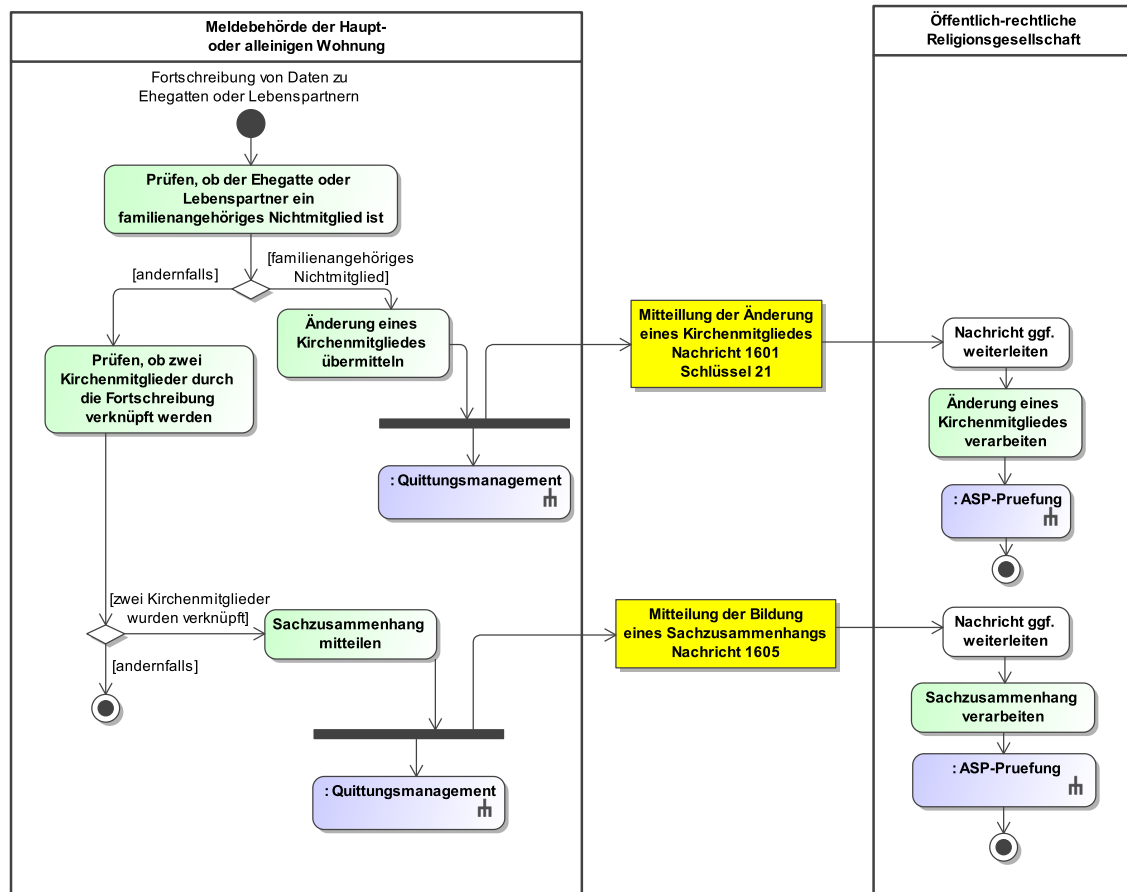 Meldebehörde der Haupt-
oder alleinigen Wohnung
Öffentlich-rechtliche
Religionsgesellschaft
Fortschreibung von Daten zu
Ehegatten oder Lebenspartnern
Prüfen, ob der Ehegatte oder
Lebenspartner ein
familienangehöriges Nichtmitglied ist
[andernfalls]
[familienangehöriges
Nichtmitglied]
Änderung eines
Kirchenmitgliedes
übermitteln
Prüfen, ob zwei
Kirchenmitglieder durch
die Fortschreibung
verknüpft werden
: Quittungsmanagement
Mitteillung der Änderung
eines Kirchenmitgliedes
Nachricht 1601
Schlüssel 21
Nachricht ggf.
weiterleiten
Änderung eines
Kirchenmitgliedes
verarbeiten
: ASP-Pruefung
[zwei Kirchenmitglieder
wurden verknüpft]
[andernfalls]
Sachzusammenhang
mitteilen
: Quittungsmanagement
Mitteilung der Bildung
eines Sachzusammenhangs
Nachricht 1605
Nachricht ggf.
weiterleiten
Sachzusammenhang
verarbeiten
: ASP-Pruefung